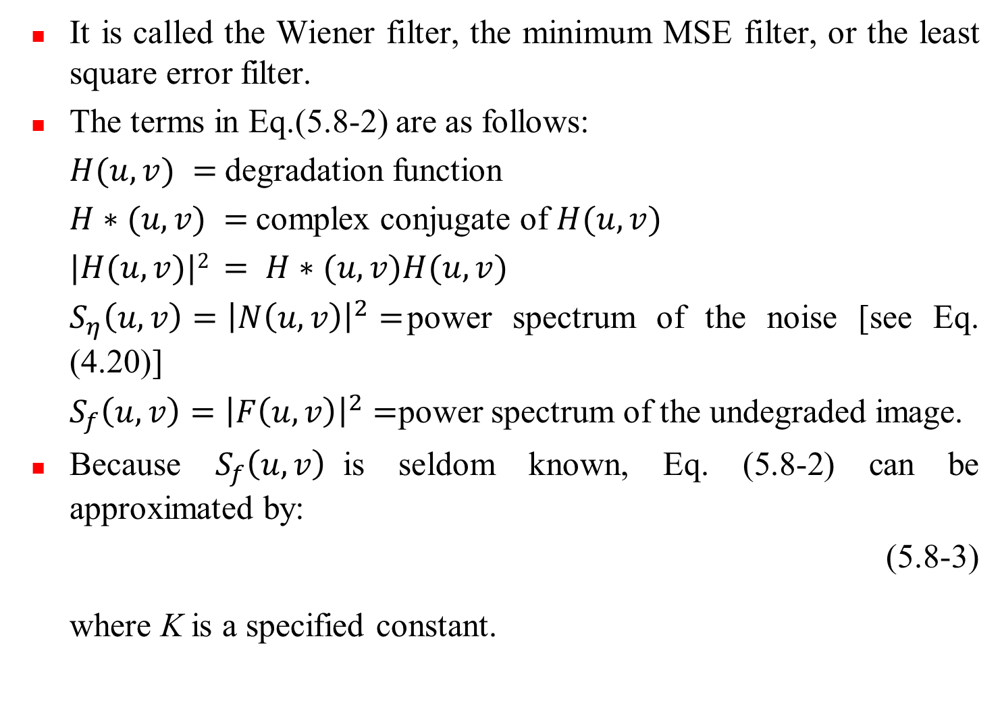 ▪ It is called the Wiener filter, the minimum MSE filter, or the least
square error filter.
▪ The terms in Eq.(5.8-2) are as follows:
H(u, v) = degradation function
H ∗ (u, v) = complex conjugate of H(u, v)
|H(u, v)|² = H ∗ (u, v)H(u, v)
S_η(u, v) = |N(u, v)|² =power spectrum of the noise [see Eq.
(4.20)]
S_f(u, v) = |F(u, v)|² =power spectrum of the undegraded image.
▪ Because S_f(u, v) is seldom known, Eq. (5.8-2) can be
approximated by:
(5.8-3)
where K is a specified constant.